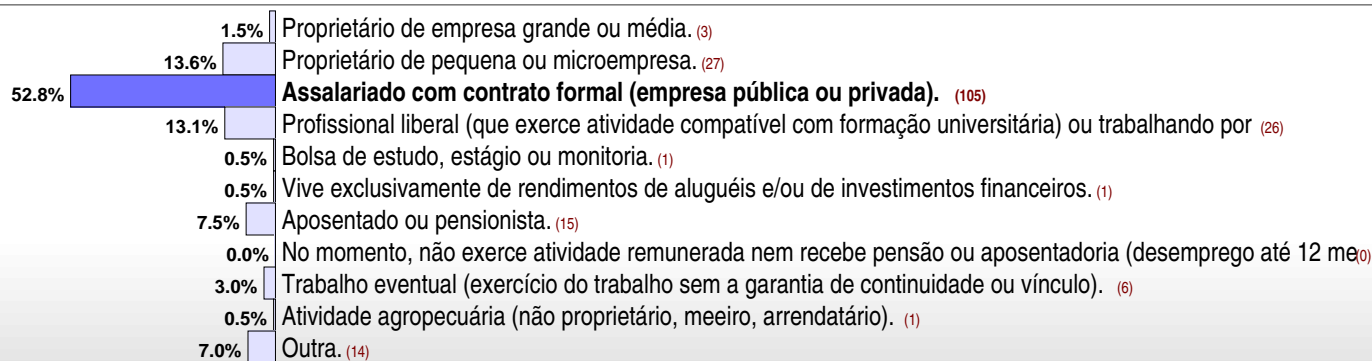 1.5% Proprietário de empresa grande ou média. (3)
13.6% Proprietário de pequena ou microempresa. (27)
52.8% Assalariado com contrato formal (empresa pública ou privada). (105)
13.1% Profissional liberal (que exerce atividade compatível com formação universitária) ou trabalhando por (26)
0.5% Bolsa de estudo, estágio ou monitoria. (1)
0.5% Vive exclusivamente de rendimentos de aluguéis e/ou de investimentos financeiros. (1)
7.5% Aposentado ou pensionista. (15)
0.0% No momento, não exerce atividade remunerada nem recebe pensão ou aposentadoria (desemprego até 12 me (0)
3.0% Trabalho eventual (exercício do trabalho sem a garantia de continuidade ou vínculo). (6)
0.5% Atividade agropecuária (não proprietário, meeiro, arrendatário). (1)
7.0% Outra. (14)